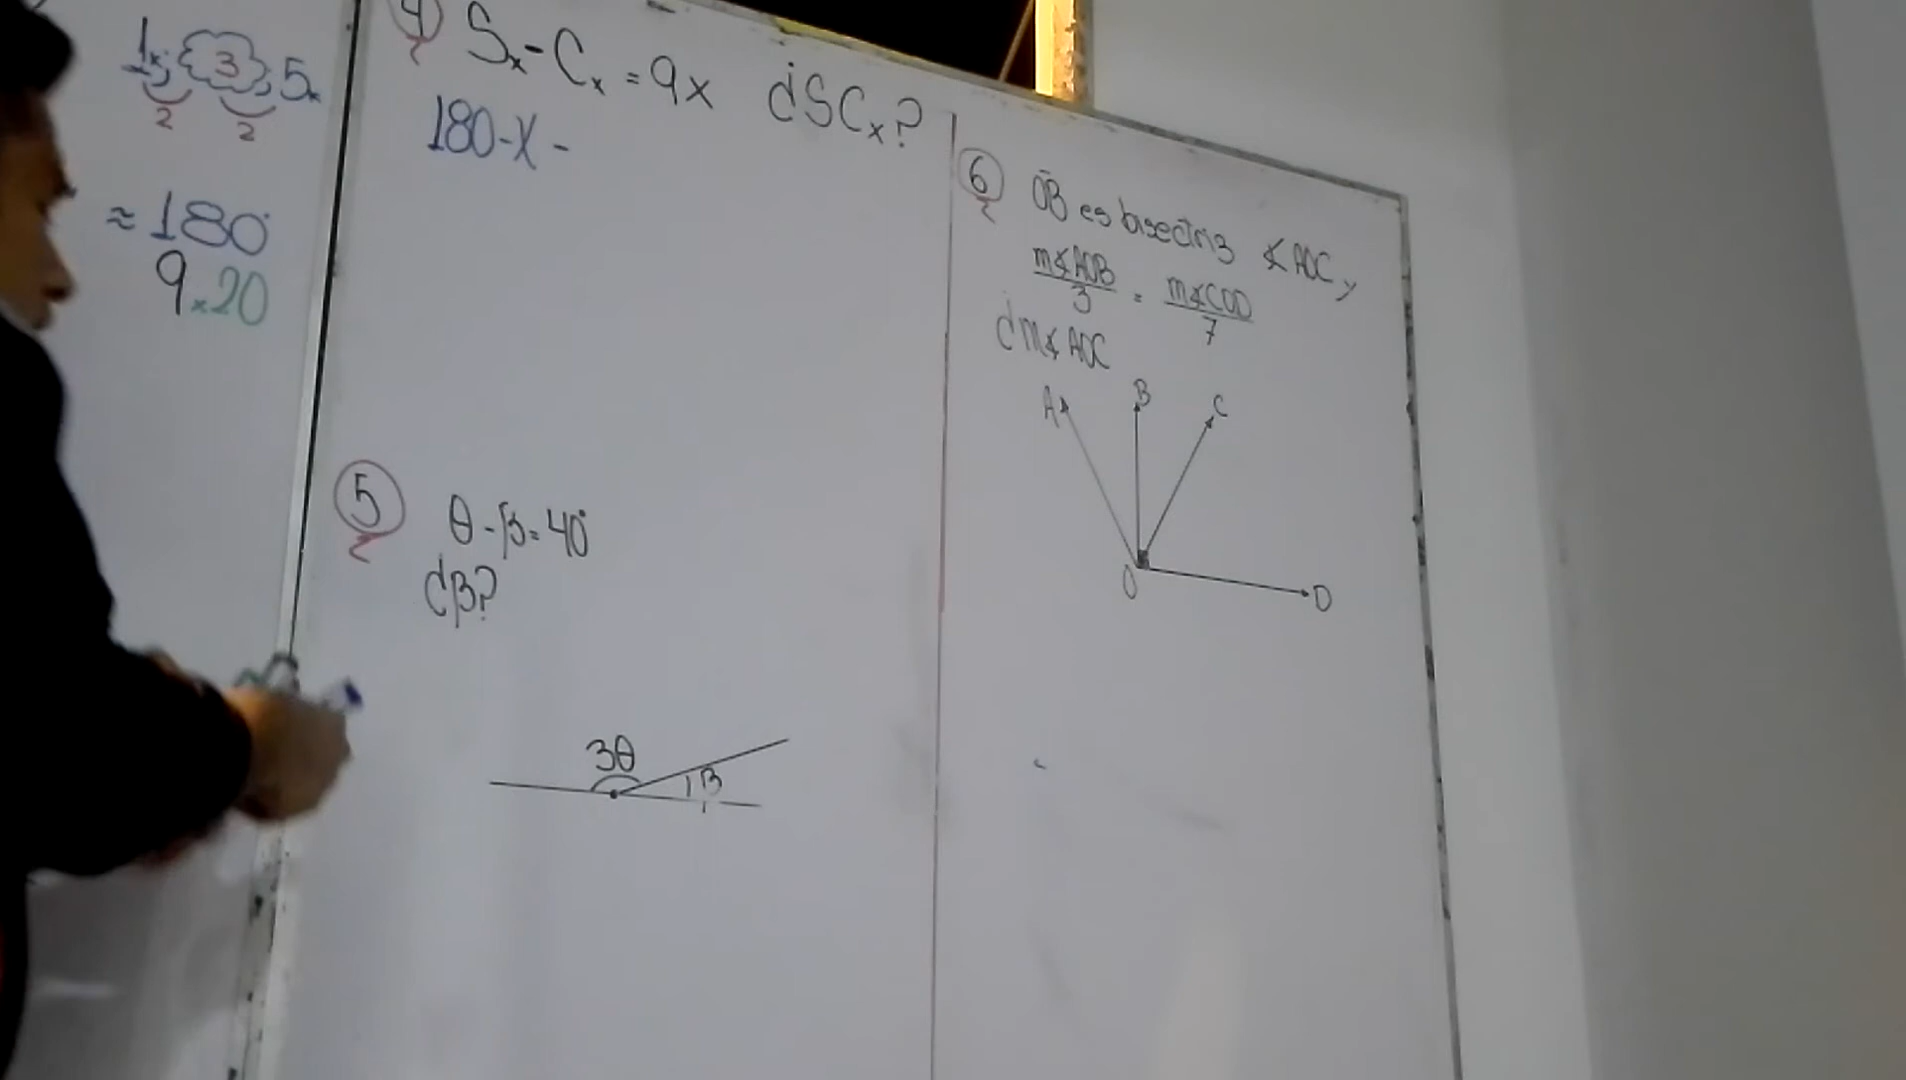 1x; 3; 5x
2 2
≈ 180°
9x20
4) Sx - Cx = 9x ¿SCx?
180-x -
5 θ - β = 40°
¿β?
3θ β
6 OB es bisectriz ∡AOC y
m∡AOB/3 = m∡COD/7
¿m∡AOC
A B C
O D